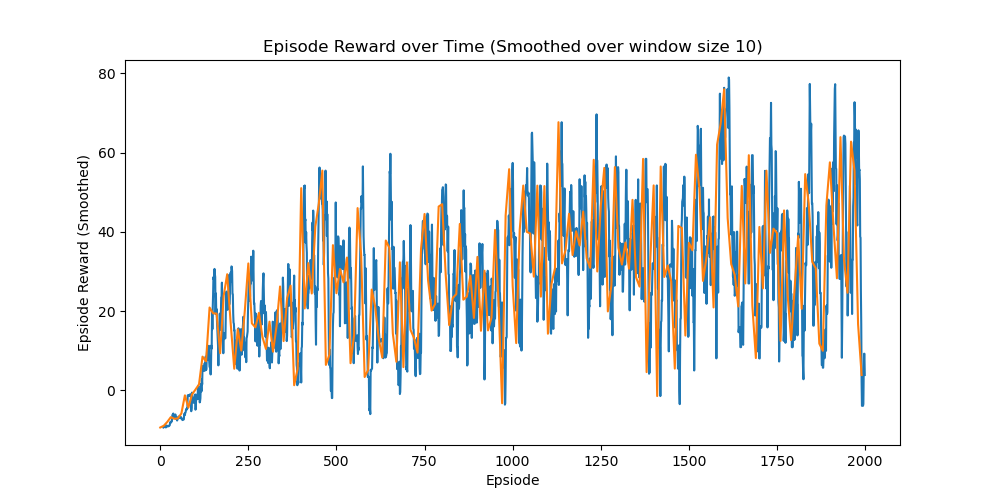 Episode Reward over Time (Smoothed over window size 10)
Epsiode Reward (Smoothed)
80
60
40
20
0
0 250 500 750 1000 1250 1500 1750 2000
Epsiode